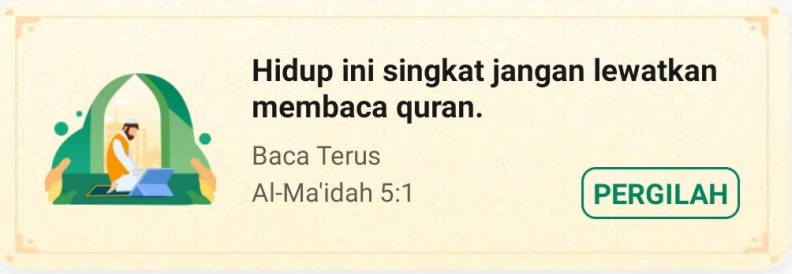 Hidup ini singkat jangan lewatkan
membaca quran.
Baca Terus
Al-Ma'idah 5:1
PERGILAH